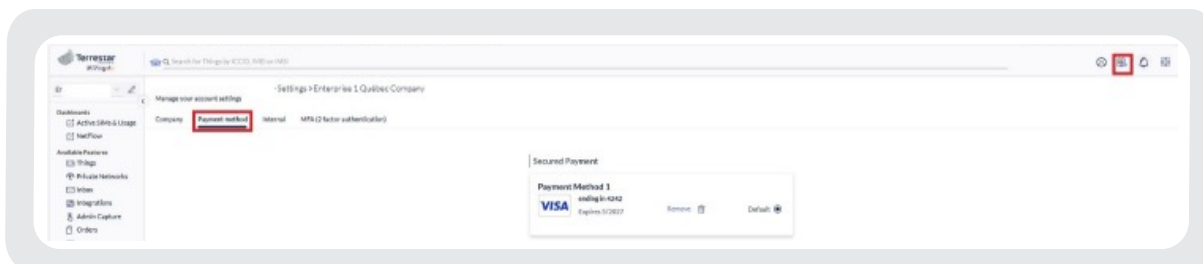 Terrestar
Search for Things by ICCID, IMEI or IMSI
Er
Manage your account settings
Settings > Enterprise 1 Québec Company
Company Payment method Internal MFA (2 factor authentication)
Dashboards
Active SIMs & Usage
NetFlow
Available Features
Things
Private Networks
Inbox
Integrations
Admin Capture
Orders
Secured Payment
Payment Method 1
VISA
ending in 4242
Expires 3/2027
Remove
Default